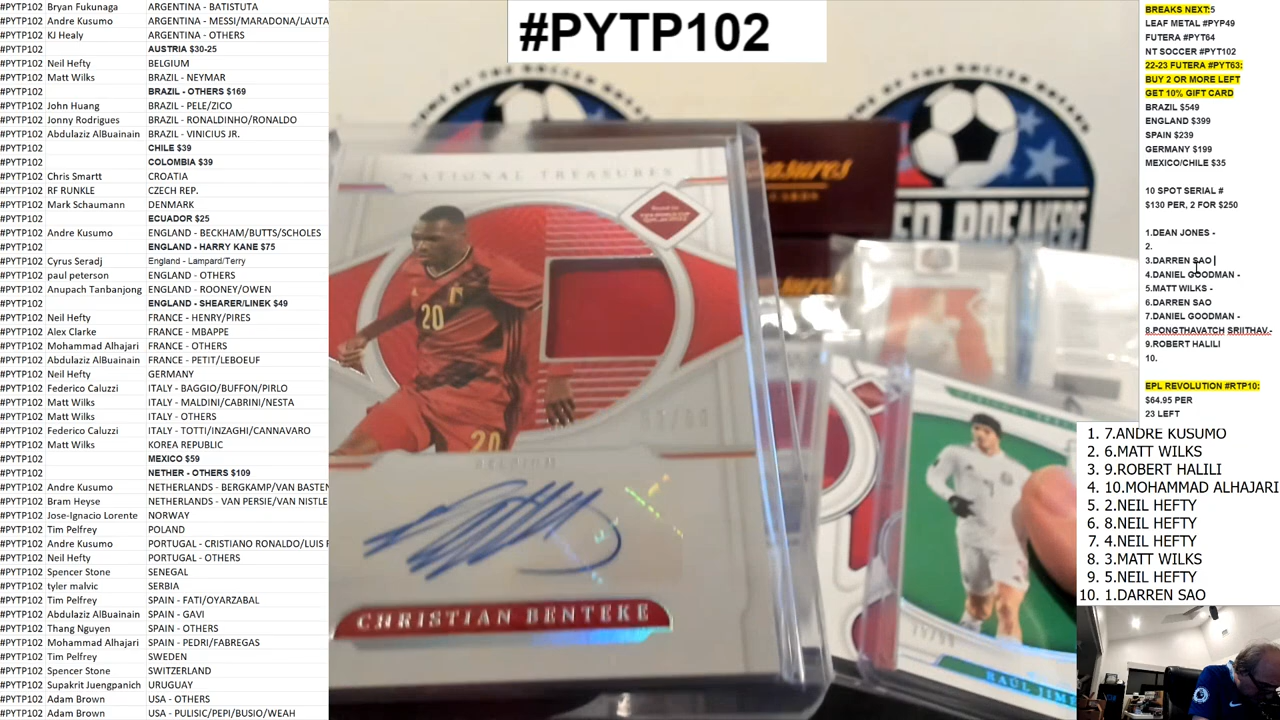 #PYTP102 Bryan Fukunaga ARGENTINA - BATISTUTA
#PYTP102 Andre Kusumo ARGENTINA - MESSI/MARADONA/LAUTA
#PYTP102 KJ Healy ARGENTINA - OTHERS
#PYTP102 AUSTRIA $30-25
#PYTP102 Neil Hefty BELGIUM
#PYTP102 Matt Wilks BRAZIL - NEYMAR
#PYTP102 BRAZIL - OTHERS $169
#PYTP102 John Huang BRAZIL - PELE/ZICO
#PYTP102 Jonny Rodrigues BRAZIL - RONALDINHO/RONALDO
#PYTP102 Abdulaziz AlBuainain BRAZIL - VINICIUS JR.
#PYTP102 CHILE $39
#PYTP102 COLOMBIA $39
#PYTP102 Chris Smartt CROATIA
#PYTP102 RF RUNKLE CZECH REP.
#PYTP102 Mark Schaumann DENMARK
#PYTP102 ECUADOR $25
#PYTP102 Andre Kusumo ENGLAND - BECKHAM/BUTTS/SCHOLES
#PYTP102 ENGLAND - HARRY KANE $75
#PYTP102 Cyrus Seradj England - Lampard/Terry
#PYTP102 paul peterson ENGLAND - OTHERS
#PYTP102 Anupach Tanbanjong ENGLAND - ROONEY/OWEN
#PYTP102 ENGLAND - SHEARER/LINEK $49
#PYTP102 Neil Hefty FRANCE - HENRY/PIRES
#PYTP102 Alex Clarke FRANCE - MBAPPE
#PYTP102 Mohammad Alhajari FRANCE - OTHERS
#PYTP102 Abdulaziz AlBuainain FRANCE - PETIT/LEBOEUF
#PYTP102 Neil Hefty GERMANY
#PYTP102 Federico Caluzzi ITALY - BAGGIO/BUFFON/PIRLO
#PYTP102 Matt Wilks ITALY - MALDINI/CABRINI/NESTA
#PYTP102 Matt Wilks ITALY - OTHERS
#PYTP102 Federico Caluzzi ITALY - TOTTI/INZAGHI/CANNAVARO
#PYTP102 Matt Wilks KOREA REPUBLIC
#PYTP102 MEXICO $59
#PYTP102 NETHER - OTHERS $109
#PYTP102 Andre Kusumo NETHERLANDS - BERGKAMP/VAN BASTEN
#PYTP102 Bram Heyse NETHERLANDS - VAN PERSIE/VAN NISTLE
#PYTP102 Jose-Ignacio Lorente NORWAY
#PYTP102 Tim Pelfrey POLAND
#PYTP102 Andre Kusumo PORTUGAL - CRISTIANO RONALDO/LUIS F
#PYTP102 Neil Hefty PORTUGAL - OTHERS
#PYTP102 Spencer Stone SENEGAL
#PYTP102 tyler malvic SERBIA
#PYTP102 Tim Pelfrey SPAIN - FATI/OYARZABAL
#PYTP102 Abdulaziz AlBuainain SPAIN - GAVI
#PYTP102 Thang Nguyen SPAIN - OTHERS
#PYTP102 Mohammed Alhajari SPAIN - PEDRI/FABREGAS
#PYTP102 Tim Pelfrey SWEDEN
#PYTP102 Spencer Stone SWITZERLAND
#PYTP102 Supakrit Juengpanich URUGUAY
#PYTP102 Adam Brown USA - OTHERS
#PYTP102 Adam Brown USA - PULISIC/PEPI/BUSIO/WEAH
#PYTP102
NATIONAL TREASURES
20
20
BELGIUM
CHRISTIAN BENTEKE
RAUL JIME
BREAKS NEXT:5
LEAF METAL #PYP49
FUTERA #PYT64
NT SOCCER #PYT102
22-23 FUTERA #PYT63:
BUY 2 OR MORE LEFT
GET 10% GIFT CARD
BRAZIL $549
ENGLAND $399
SPAIN $239
GERMANY $199
MEXICO/CHILE $35
10 SPOT SERIAL #
$130 PER, 2 FOR $250
1.DEAN JONES -
2.
3.DARREN SAO
4.DANIEL GOODMAN -
5.MATT WILKS -
6.DARREN SAO
7.DANIEL GOODMAN -
8.PONGTHAVATCH SRIITHAV.-
9.ROBERT HALILI
10.
EPL REVOLUTION #RTP10:
$64.95 PER
23 LEFT
1. 7.ANDRE KUSUMO
2. 6.MATT WILKS
3. 9.ROBERT HALILI
4. 10.MOHAMMAD ALHAJARI
5. 2.NEIL HEFTY
6. 8.NEIL HEFTY
7. 4.NEIL HEFTY
8. 3.MATT WILKS
9. 5.NEIL HEFTY
10. 1.DARREN SAO